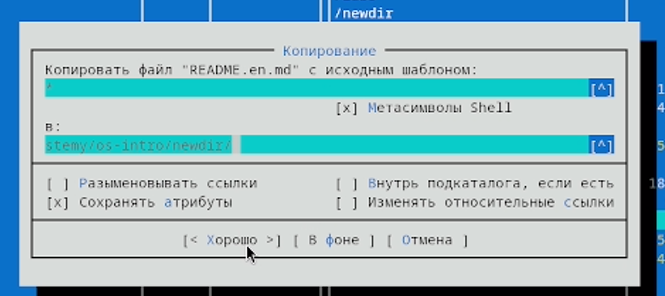 /newdir
Копирование
Копировать файл "README.en.md" с исходным шаблоном:
*
[^]
[x] Метасимволы Shell
в:
stemy/os-intro/newdir/
[^]
[ ] Разыменовывать ссылки
[ ] Внутрь подкаталога, если есть
[x] Сохранять атрибуты
[ ] Изменять относительные ссылки
[< Хорошо >] [ В фоне ] [ Отмена ]